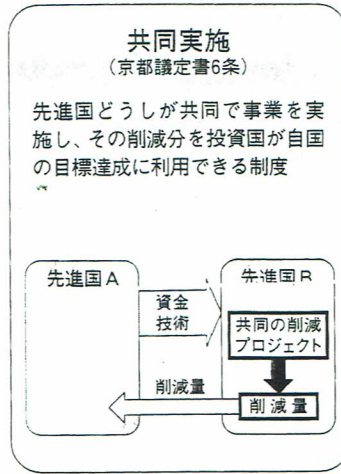 共同実施
(京都議定書6条)
先進国どうしが共同で事業を実
施し、その削減分を投資国が自国
の目標達成に利用できる制度
先進国A
先進国B
資金
技術
共同の削減
プロジェクト
削減量
削減量